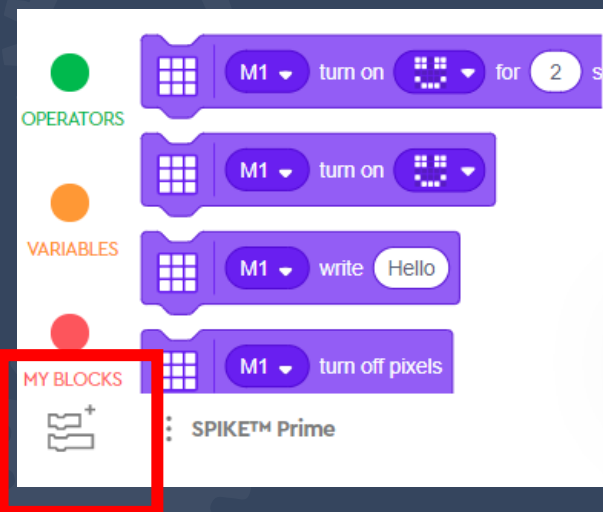 M1 turn on for 2 s
OPERATORS
M1 turn on
VARIABLES
M1 write Hello
M1 turn off pixels
MY BLOCKS
SPIKE™ Prime